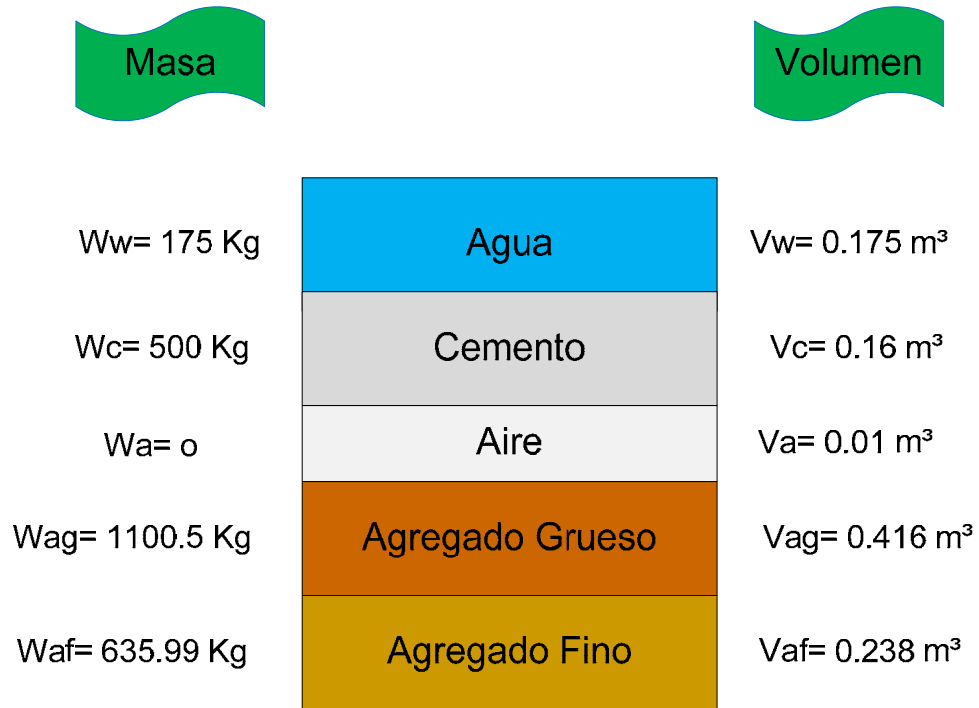 Masa Volumen
Ww= 175 Kg Agua Vw= 0.175 m³
Wc= 500 Kg Cemento Vc= 0.16 m³
Wa= o Aire Va= 0.01 m³
Wag= 1100.5 Kg Agregado Grueso Vag= 0.416 m³
Waf= 635.99 Kg Agregado Fino Vaf= 0.238 m³